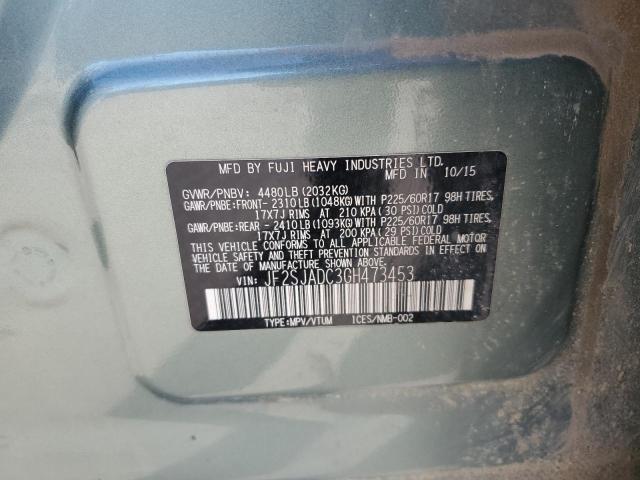 MFD BY FUJI HEAVY INDUSTRIES LTD.
MFD IN 10/15
GVWR/PNBV: 4480LB(2032KG)
GAWR/PNBE:FRONT- 2310LB(1048KG)WITH P225/60R17 98H TIRES,
17X7J RIMS AT 210 KPA(30 PSI)COLD
GAWR/PNBE:REAR - 2410LB(1093KG)WITH P225/60R17 98H TIRES,
17X7J RIMS AT 200 KPA(29 PSI)COLD
THIS VEHICLE CONFORMS TO ALL APPLICABLE FEDERAL MOTOR
VEHICLE SAFETY, BUMPER, AND THEFT PREVENTION STANDARDS
IN EFFECT ON THE DATE OF MANUFACTURE SHOWN ABOVE.
VIN: JF2SJADC3GH473453
TYPE:MPV/VTUM ICES/NMB-002